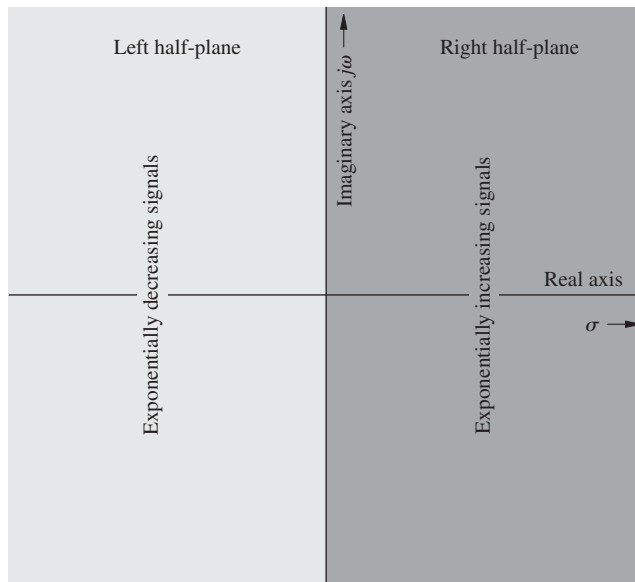 Left half-plane
Right half-plane
Imaginary axis jω
Exponentially decreasing signals
Exponentially increasing signals
Real axis
σ